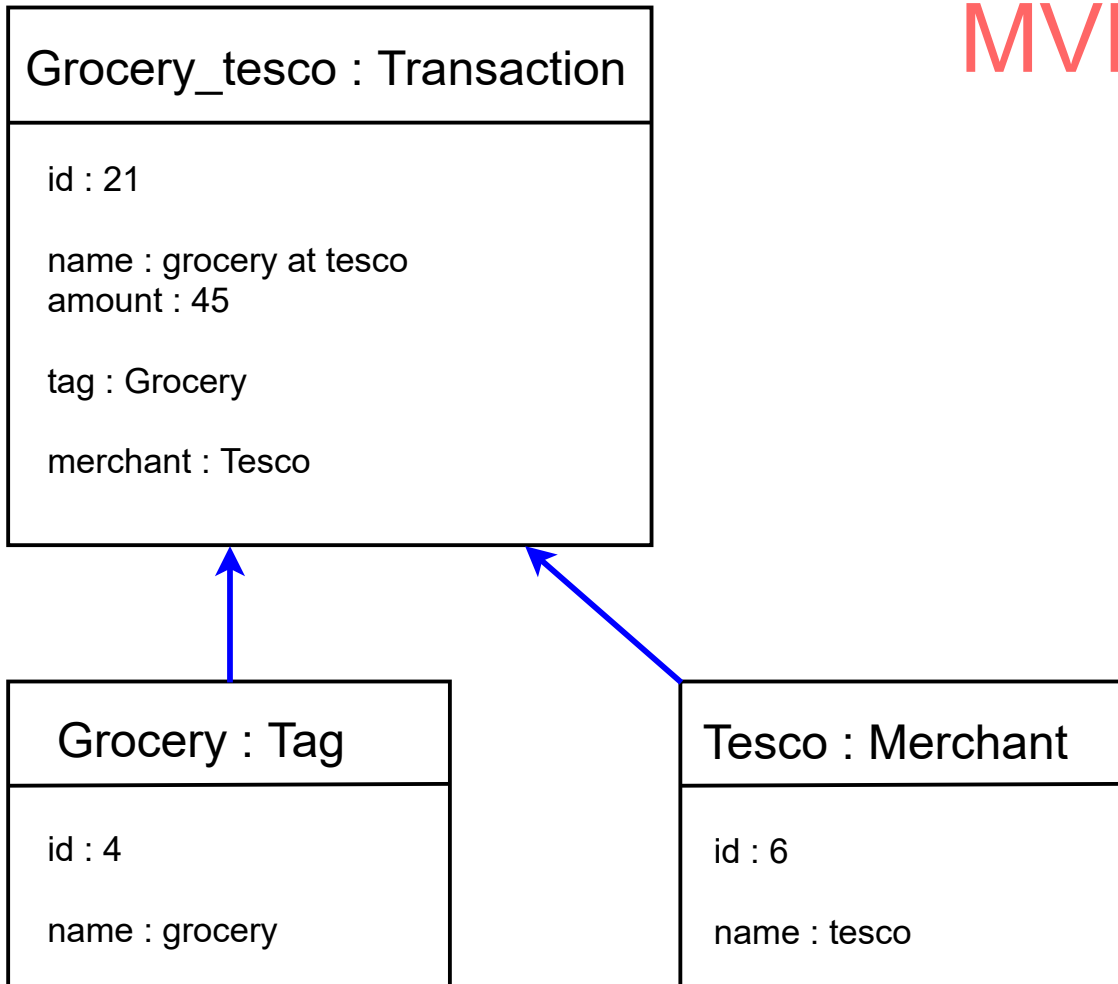 MV
Grocery_tesco : Transaction
id : 21
name : grocery at tesco
amount : 45
tag : Grocery
merchant : Tesco
Grocery : Tag
id : 4
name : grocery
Tesco : Merchant
id : 6
name : tesco